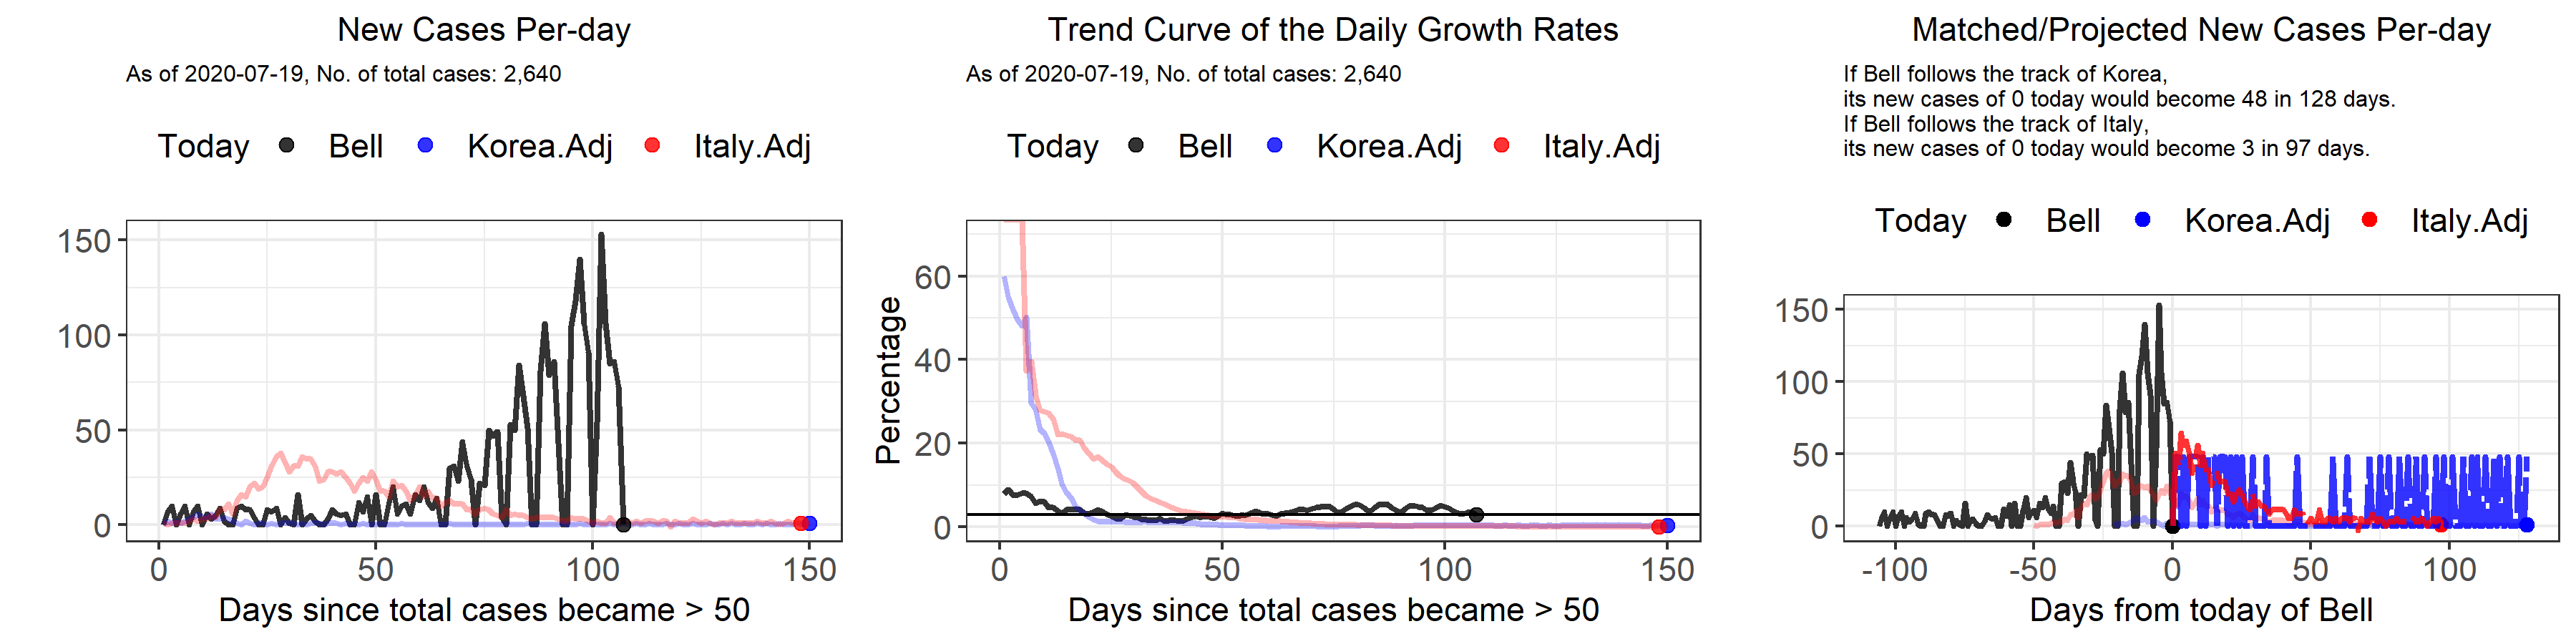 New Cases Per-day
As of 2020-07-19, No. of total cases: 2,640
Today Bell Korea.Adj Italy.Adj
150
100
50
0
0 50 100 150
Days since total cases became > 50
Trend Curve of the Daily Growth Rates
As of 2020-07-19, No. of total cases: 2,640
Today Bell Korea.Adj Italy.Adj
Percentage
60
40
20
0
0 50 100 150
Days since total cases became > 50
Matched/Projected New Cases Per-day
If Bell follows the track of Korea,
its new cases of 0 today would become 48 in 128 days.
If Bell follows the track of Italy,
its new cases of 0 today would become 3 in 97 days.
Today Bell Korea.Adj Italy.Adj
150
100
50
0
-100 -50 0 50 100
Days from today of Bell